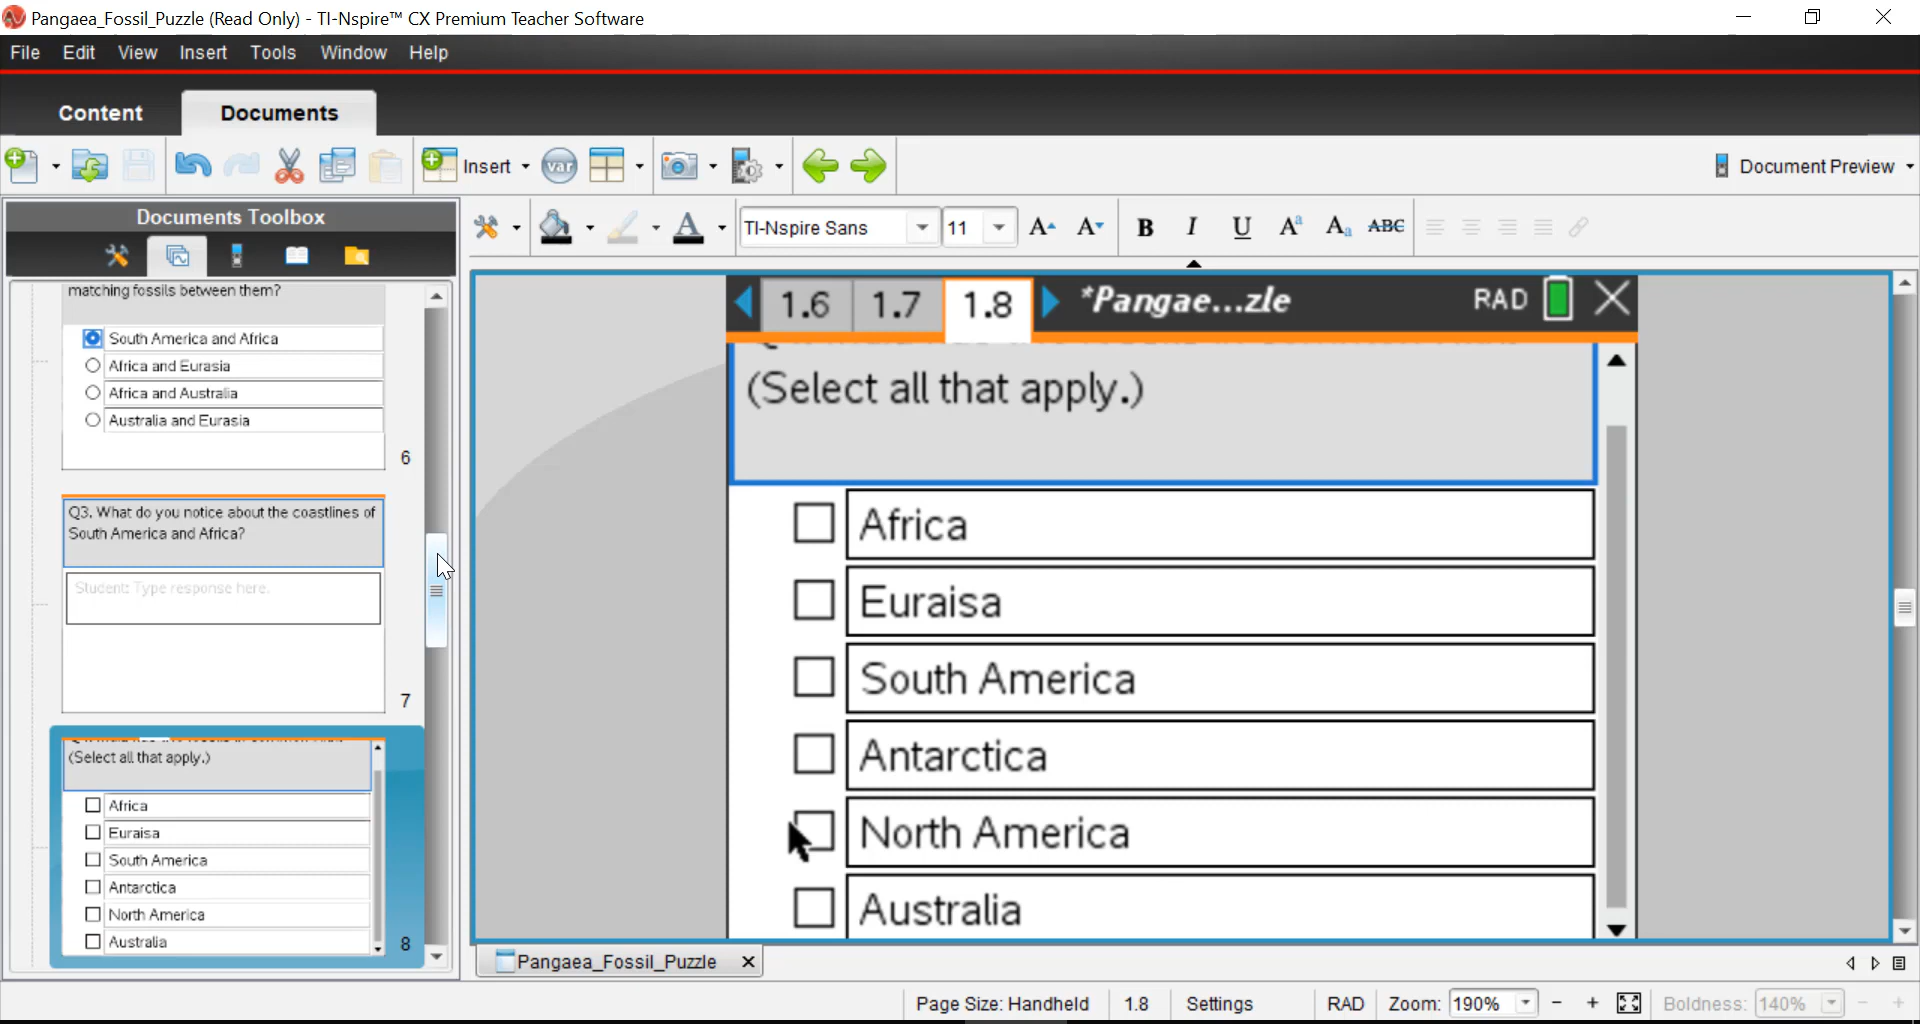 Pangaea_Fossil_Puzzle (Read Only) - TI-Nspire™ CX Premium Teacher Software
File Edit View Insert Tools Window Help
Content Documents
Insert var Document Preview
Documents Toolbox
TI-Nspire Sans 11 A A B I U Aa Aa ABC
matching fossils between them?
South America and Africa
Africa and Eurasia
Africa and Australia
Australia and Eurasia
6
Q3. What do you notice about the coastlines of
South America and Africa?
Student: Type response here.
7
(Select all that apply.)
Africa
Euraisa
South America
Antarctica
North America
Australia
8
1.6 1.7 1.8 *Pangae...zle RAD
(Select all that apply.)
Africa
Euraisa
South America
Antarctica
North America
Australia
Pangaea_Fossil_Puzzle
Page Size: Handheld 1.8 Settings RAD Zoom: 190% - + Boldness: 140% - +